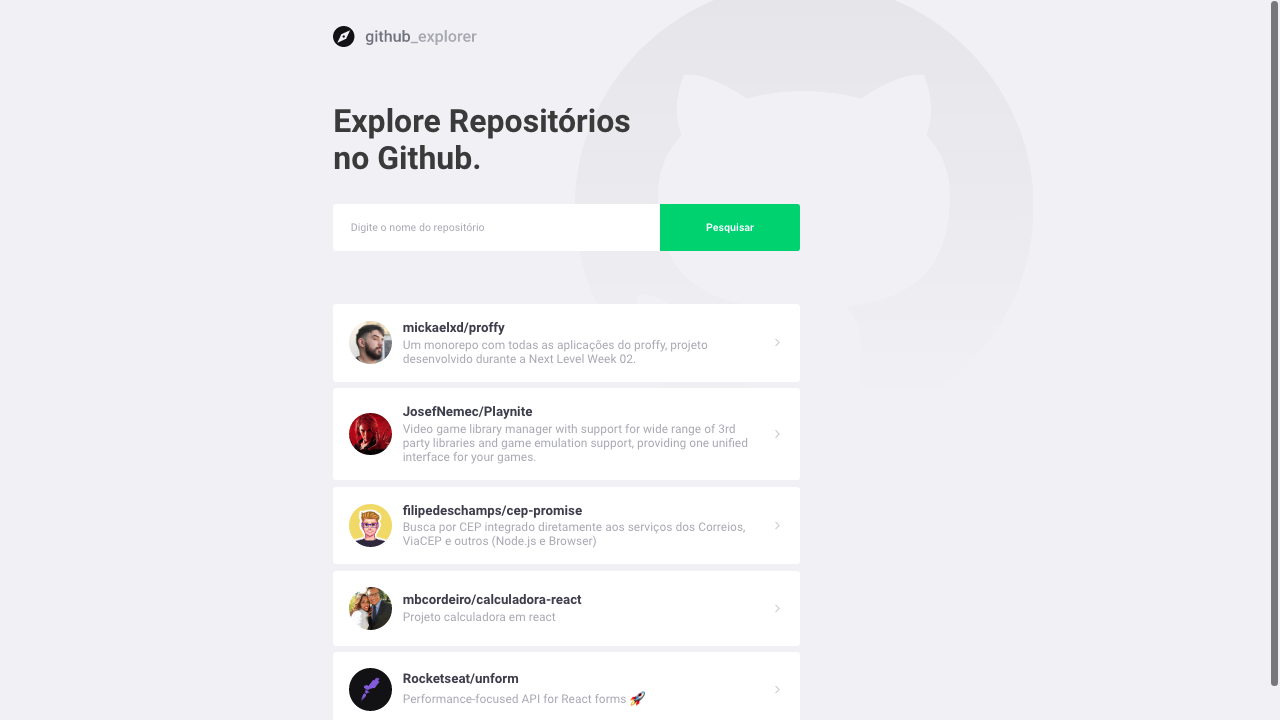 github_explorer
Explore Repositórios
no Github.
Digite o nome do repositório
Pesquisar
mickaelxd/proffy
Um monorepo com todas as aplicações do proffy, projeto
desenvolvido durante a Next Level Week 02.
JosefNemec/Playnite
Video game library manager with support for wide range of 3rd
party libraries and game emulation support, providing one unified
interface for your games.
filipedeschamps/cep-promise
Busca por CEP integrado diretamente aos serviços dos Correios,
ViaCEP e outros (Node.js e Browser)
mbcordeiro/calculadora-react
Projeto calculadora em react
Rocketseat/unform
Performance-focused API for React forms 🚀